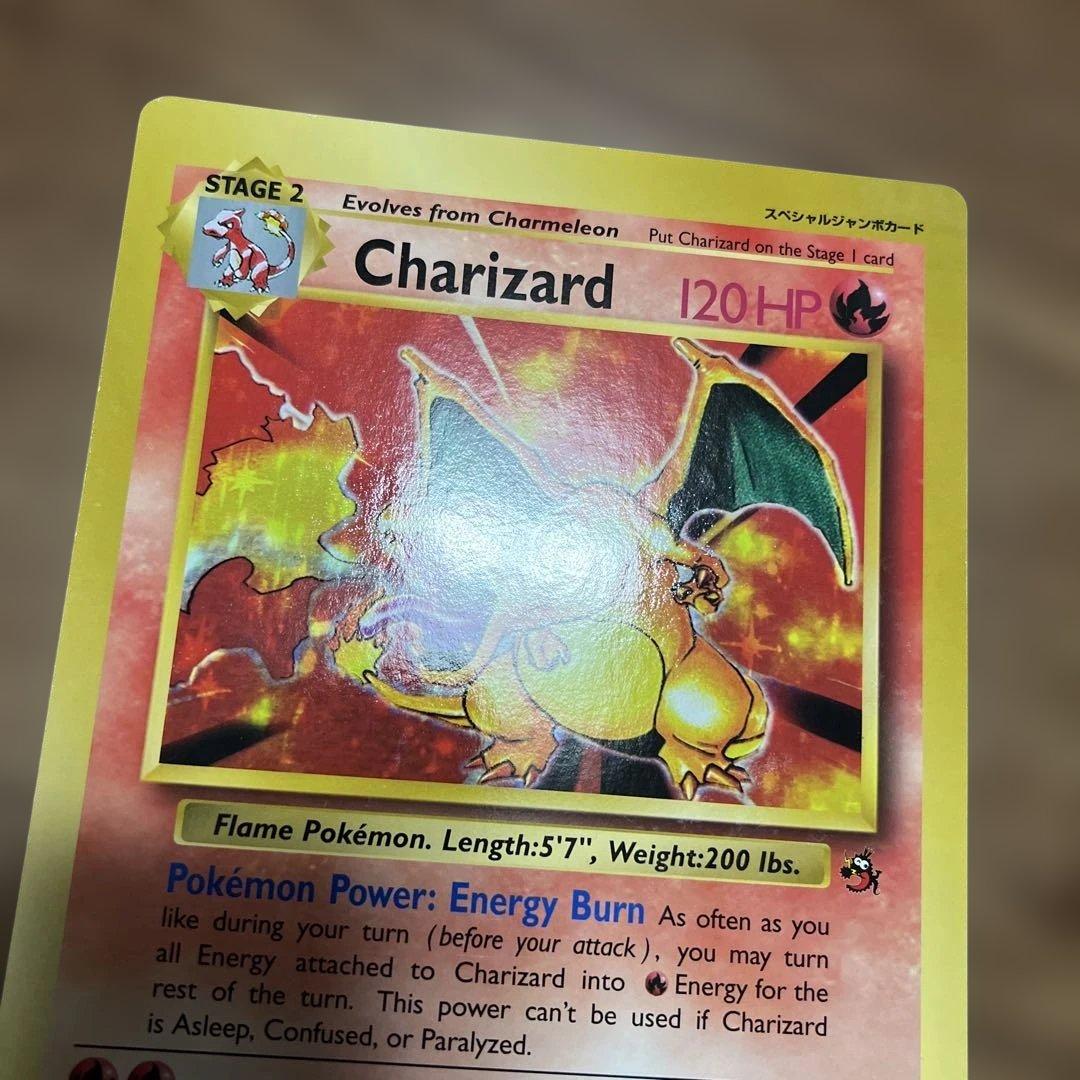 スペシャルジャンボカード
STAGE 2
Evolves from Charmeleon
Put Charizard on the Stage 1 card
Charizard
120 HP
Flame Pokémon. Length:5'7", Weight:200 lbs.
Pokémon Power: Energy Burn As often as you
like during your turn (before your attack), you may turn
all Energy attached to Charizard into Energy for the
rest of the turn. This power can't be used if Charizard
is Asleep, Confused, or Paralyzed.